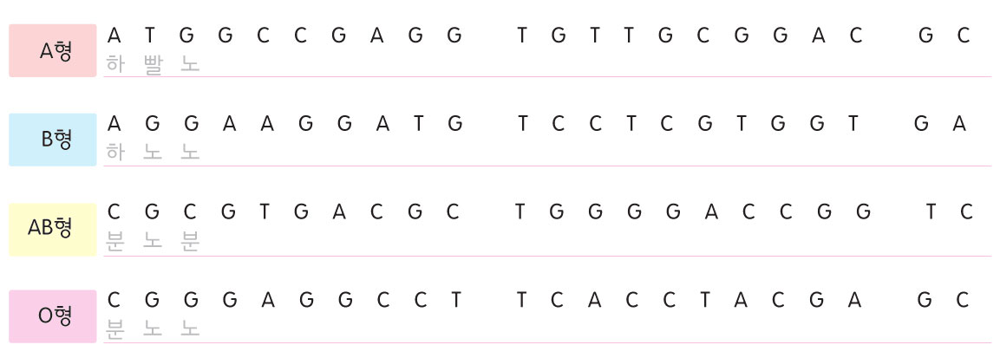 A형 A T G G C C G A G G T G T T G C G G A C G C
하 빨 노
B형 A G G A A G G A T G T C C T C G T G G T G A
하 노 노
AB형 C G C G T G A C G C T G G G G A C C G G T C
분 노 분
O형 C G G G A G G C C T T C A C C T A C G A G C
분 노 노